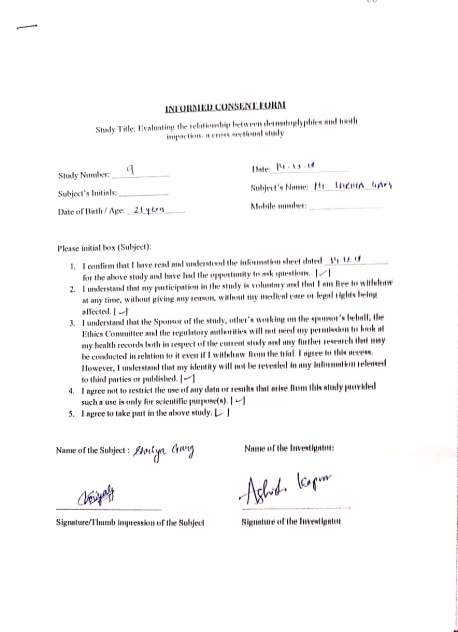 INFORMED CONSENT FORM
Study Title: Evaluating the relationship between dermatoglyphics and tooth
impaction- a cross sectional study
Study Number: 9
Date: 14.12.18
Subject's Initials:
Subject's Name: Ms GARG
Date of Birth / Age: 21 years
Mobile number:
Please initial box (Subject):
1. I confirm that I have read and understood the information sheet dated 14.12.18
for the above study and have had the opportunity to ask questions. [✓]
2. I understand that my participation in the study is voluntary and that I am free to withdraw
at any time, without giving any reason, without my medical care or legal rights being
affected. [✓]
3. I understand that the Sponsor of the study, other's working on the sponsor's behalf, the
Ethics Committee and the regulatory authorities will not need my permission to look at
my health records both in respect of the current study and any further research that may
be conducted in relation to it even if I withdraw from the trial. I agree to this access.
However, I understand that my identity will not be revealed in any information released
to third parties or published. [✓]
4. I agree not to restrict the use of any data or results that arise from this study provided
such a use is only for scientific purpose(s). [✓]
5. I agree to take part in the above study. [✓]
Name of the Subject : Garg
Name of the Investigator:
Ashish Kapur
Signature/Thumb impression of the Subject
Signature of the Investigator